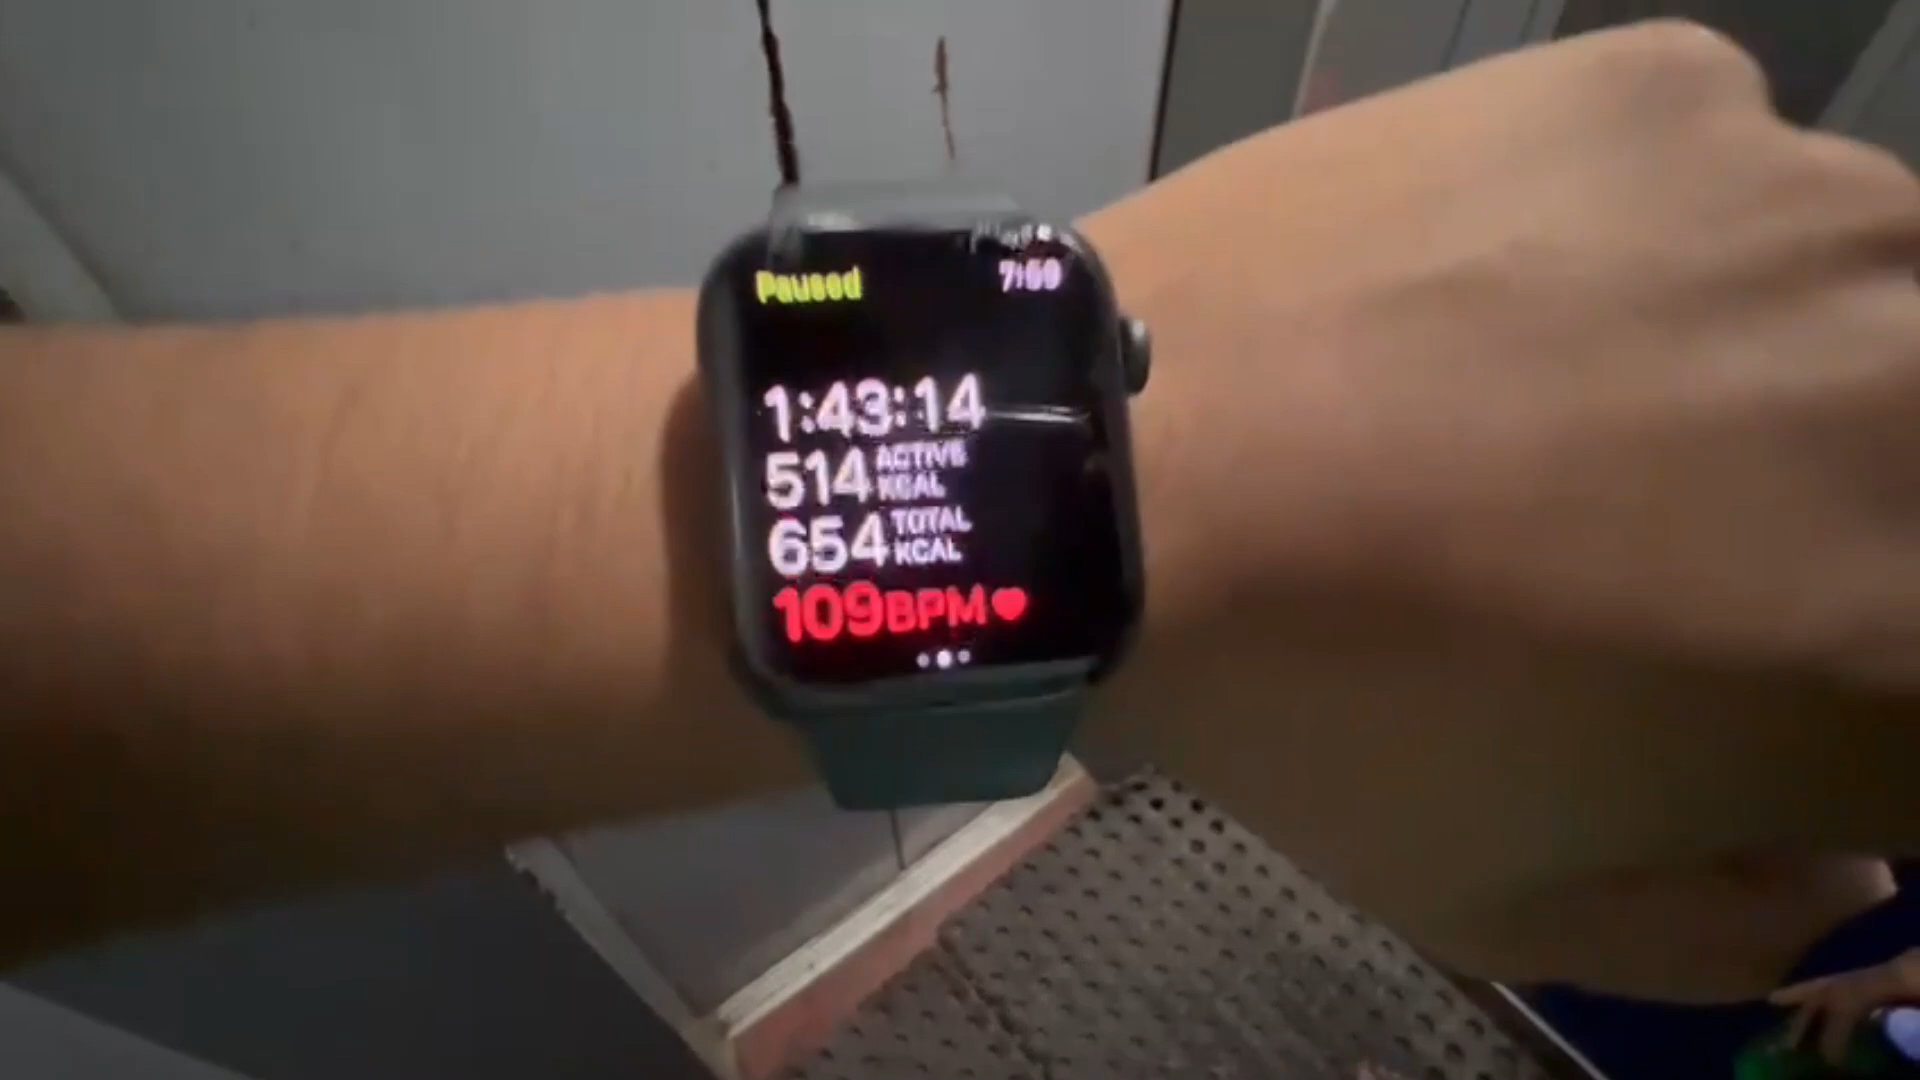 Paused
1:43:14
514 ACTIVE KCAL
654 TOTAL KCAL
109BPM